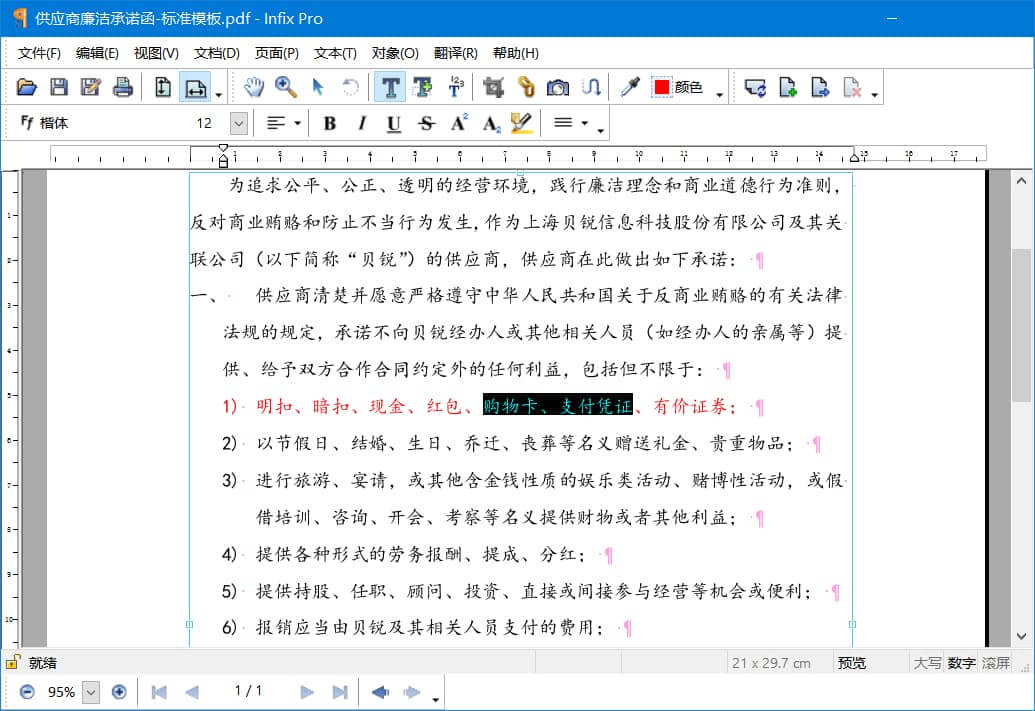 供应商廉洁承诺函-标准模板.pdf - Infix Pro
文件(F) 编辑(E) 视图(V) 文档(D) 页面(P) 文本(T) 对象(O) 翻译(R) 帮助(H)
颜色
Ff 楷体 12 B I U S A² A₂
1 2 3 4 5 6 7 8 9 10 11 12 13 14 15 16 17
为追求公平、公正、透明的经营环境，践行廉洁理念和商业道德行为准则，
反对商业贿赂和防止不当行为发生，作为上海贝锐信息科技股份有限公司及其关
联公司（以下简称“贝锐”）的供应商，供应商在此做出如下承诺：¶
一、 供应商清楚并愿意严格遵守中华人民共和国关于反商业贿赂的有关法律
法规的规定，承诺不向贝锐经办人或其他相关人员（如经办人的亲属等）提
供、给予双方合作合同约定外的任何利益，包括但不限于：¶
1) 明扣、暗扣、现金、红包、购物卡、支付凭证、有价证券；¶
2) 以节假日、结婚、生日、乔迁、丧葬等名义赠送礼金、贵重物品；¶
3) 进行旅游、宴请，或其他含金钱性质的娱乐类活动、赌博性活动，或假
借培训、咨询、开会、考察等名义提供财物或者其他利益；¶
4) 提供各种形式的劳务报酬、提成、分红；¶
5) 提供持股、任职、顾问、投资、直接或间接参与经营等机会或便利；¶
6) 报销应当由贝锐及其相关人员支付的费用；¶
就绪 21 x 29.7 cm 预览 大写 数字 滚屏
95% 1 / 1